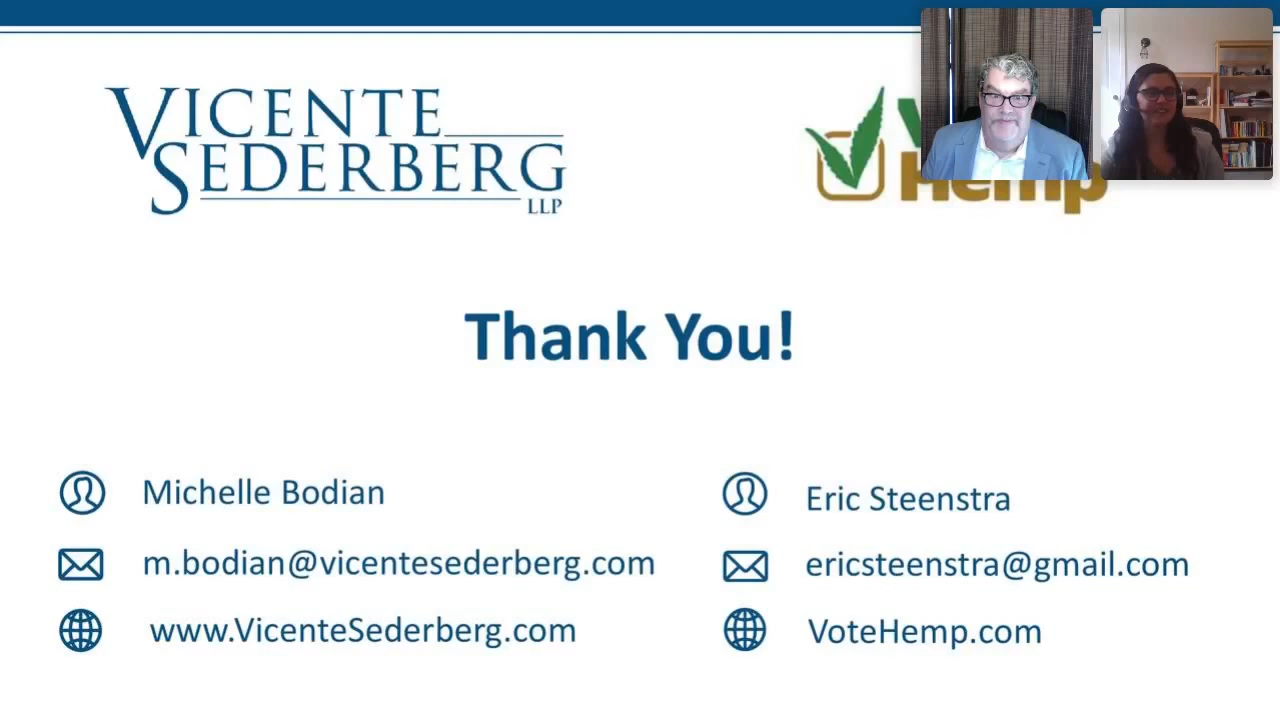 VICENTE
SEDERBERG
LLP
Hemp
Thank You!
Michelle Bodian
m.bodian@vicentesederberg.com
www.VicenteSederberg.com
Eric Steenstra
ericsteenstra@gmail.com
VoteHemp.com